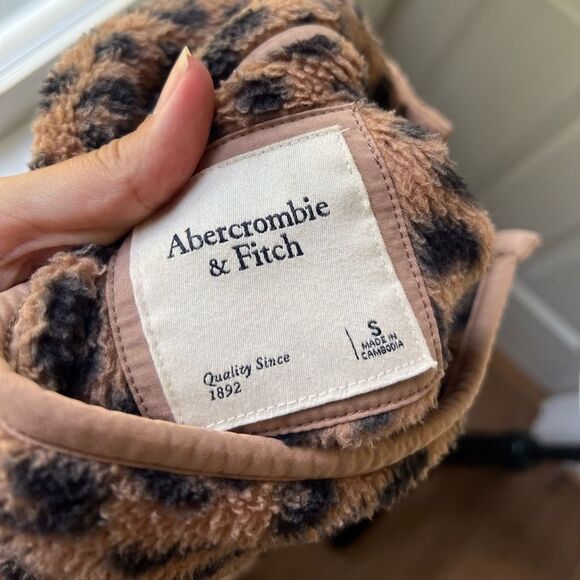 Abercrombie
& Fitch
Quality Since
1892
S
MADE IN
CAMBODIA